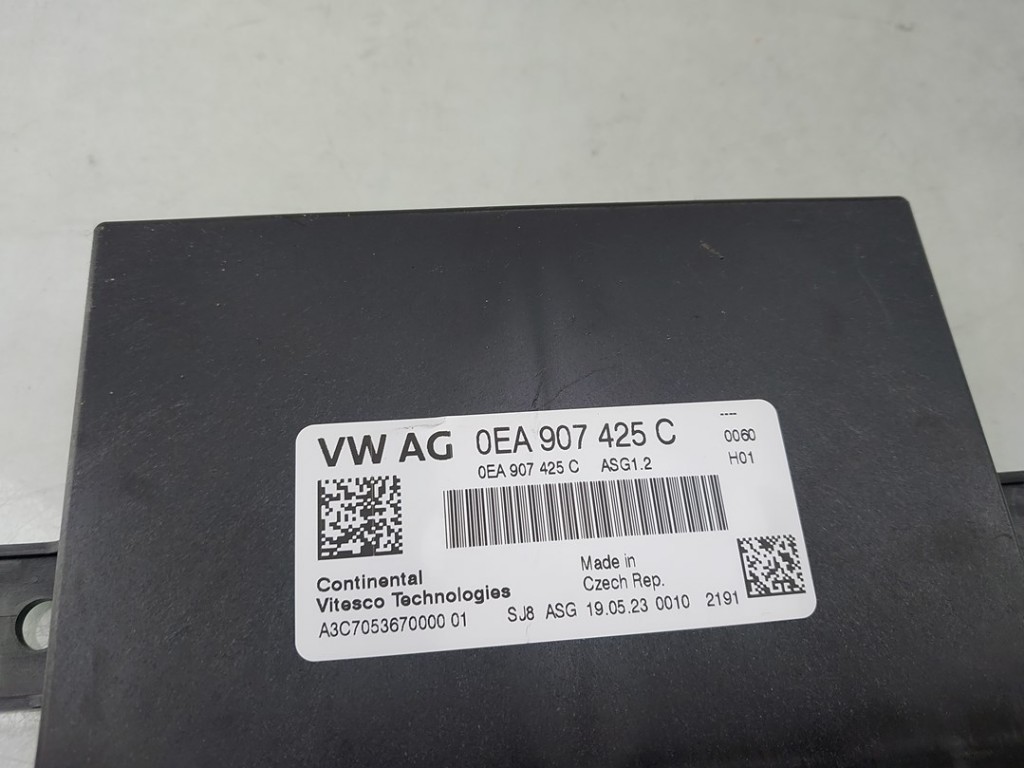 VW AG 0EA 907 425 C
----
0EA 907 425 C ASG1.2
0060
H01
Made in
Czech Rep.
Continental
Vitesco Technologies
A3C7053670000 01
SJ8 ASG 19.05.23 0010 2191